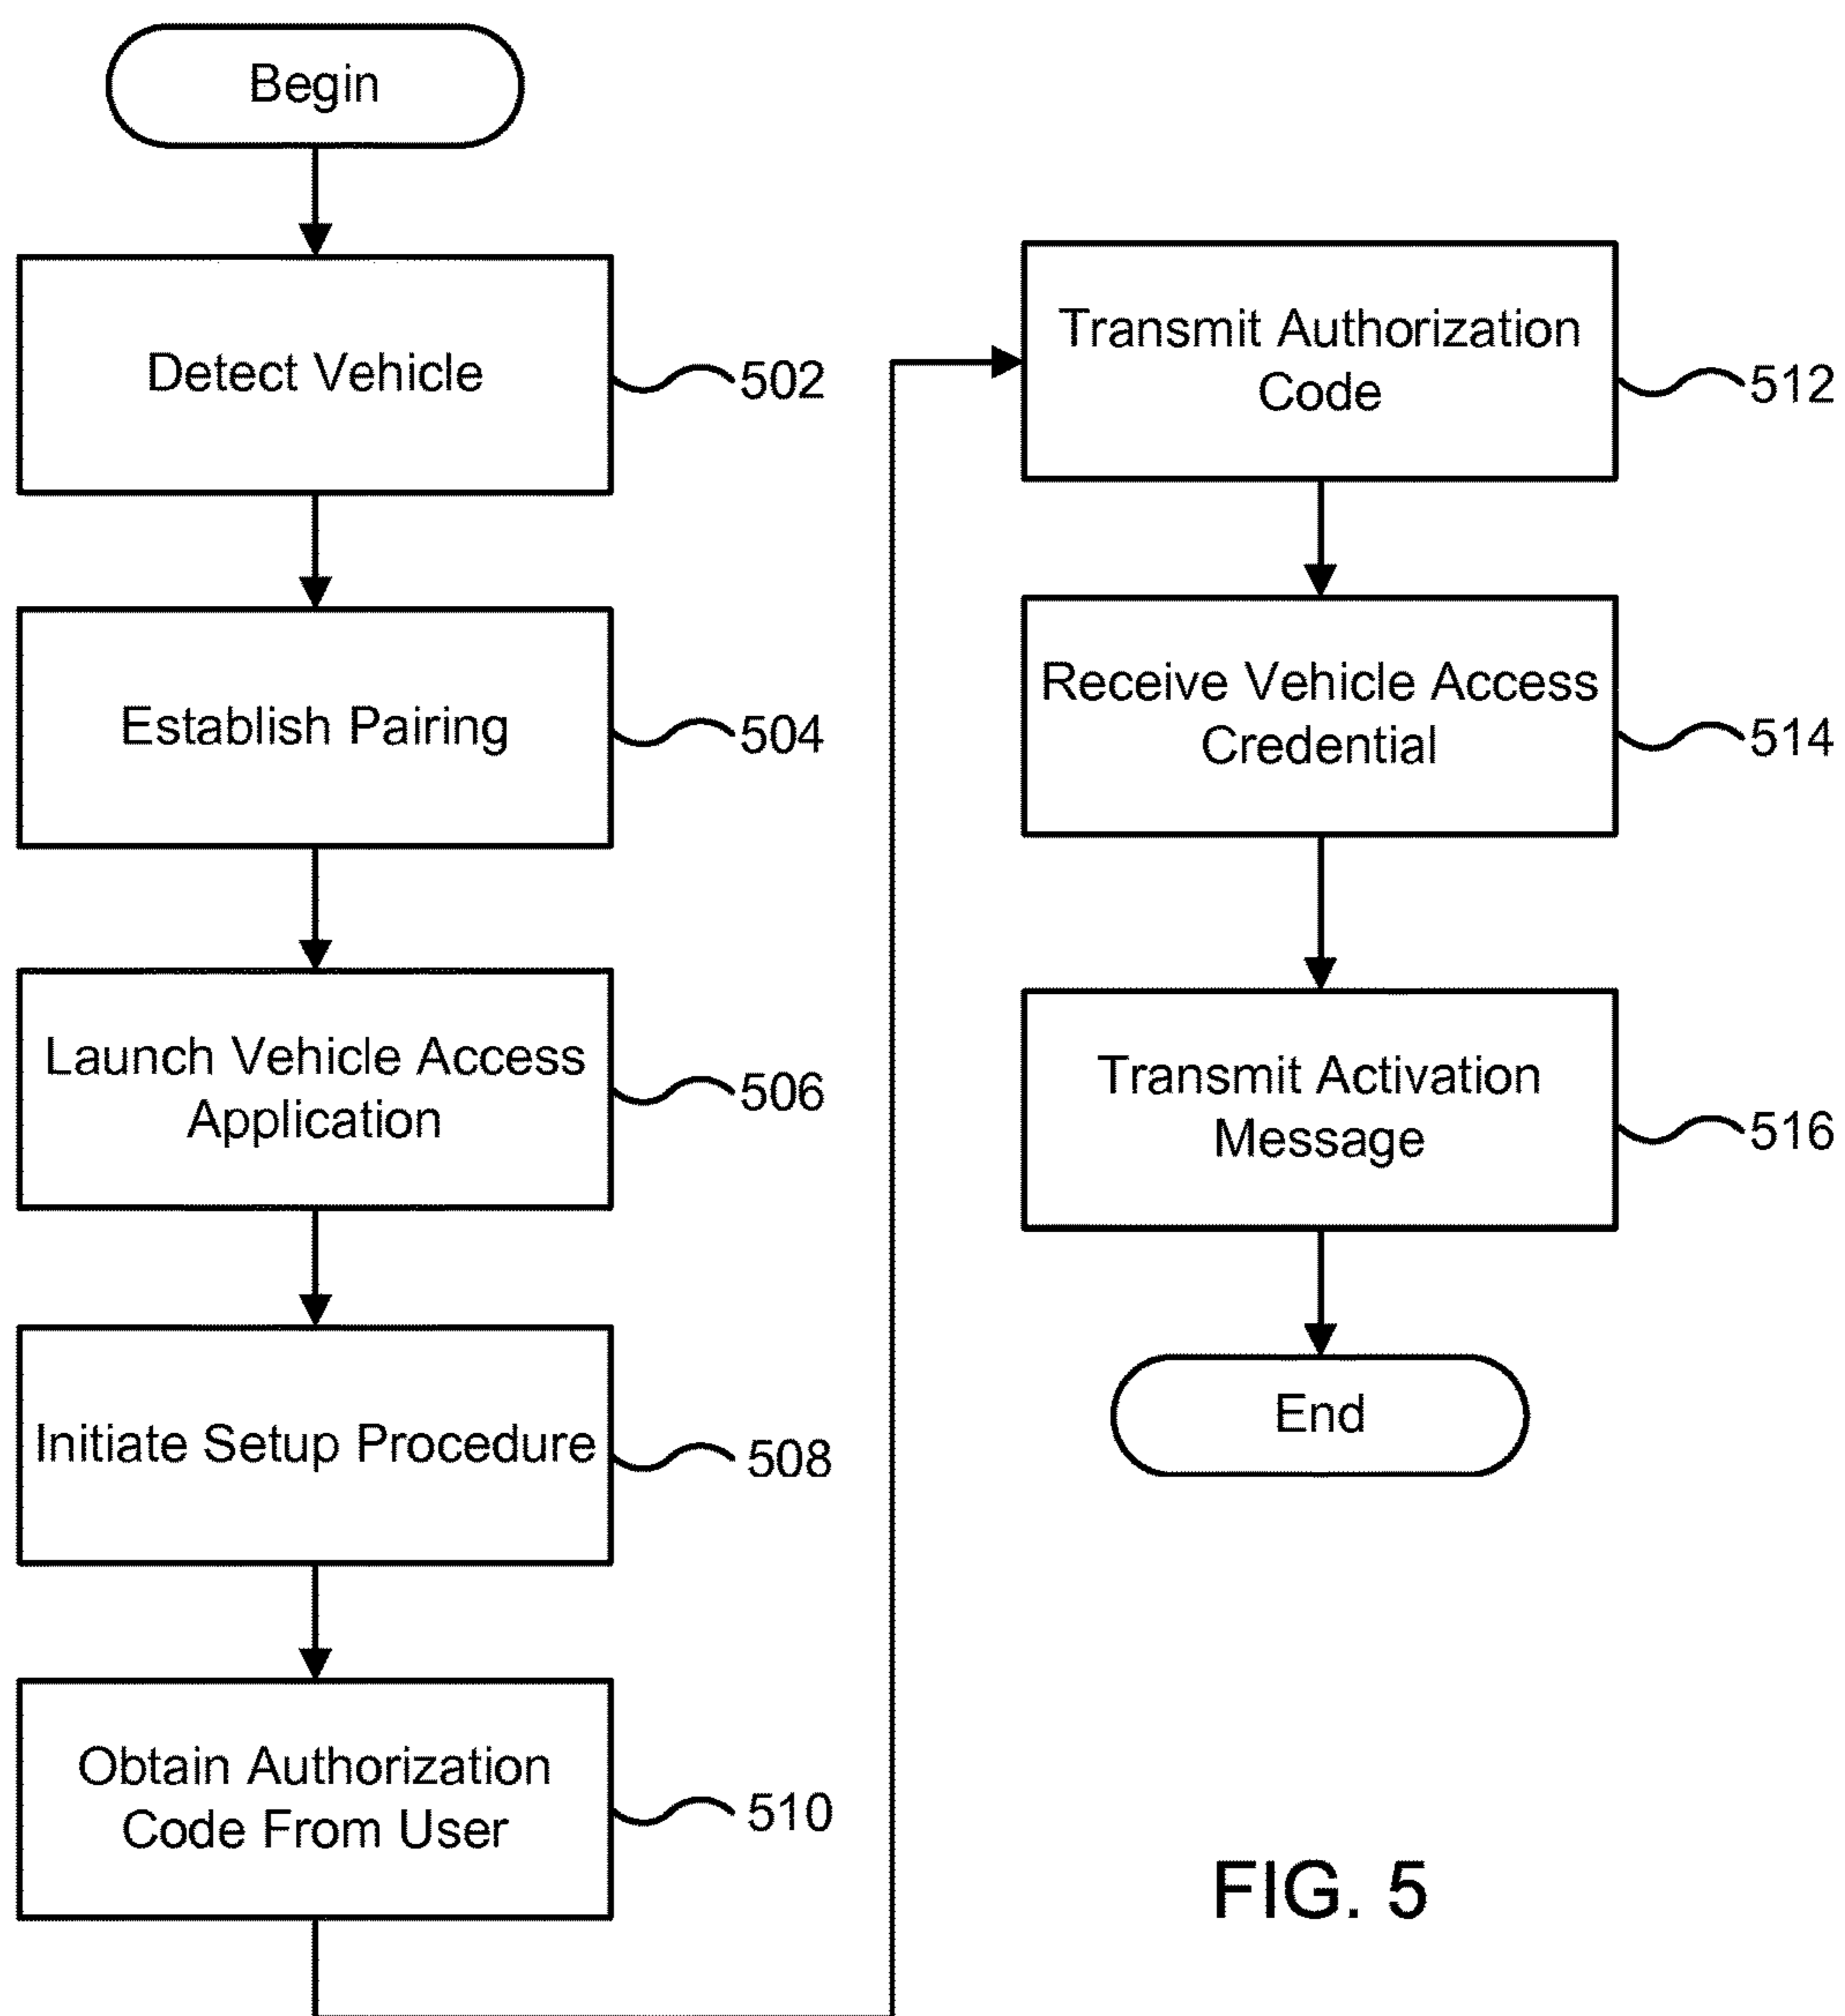 Begin
Detect Vehicle
502
Establish Pairing
504
Launch Vehicle Access
Application
506
Initiate Setup Procedure
508
Obtain Authorization
Code From User
510
Transmit Authorization
Code
512
Receive Vehicle Access
Credential
514
Transmit Activation
Message
516
End
FIG. 5